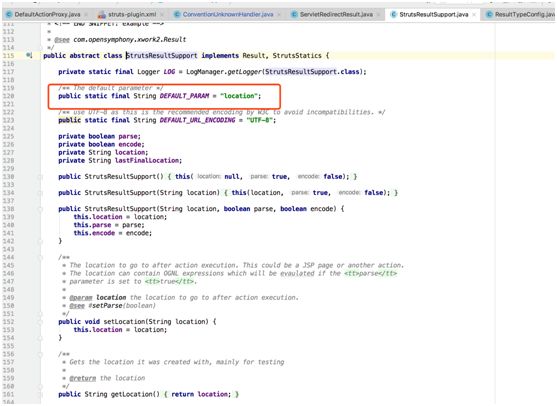 DefaultActionProxy.java × struts-plugin.xml × ConventionUnknownHandler.java × ServletRedirectResult.java × StrutsResultSupport.java × ResultTypeConfig.java
112 * <!-- END SNIPPET: example -->
*
113 * @see com.opensymphony.xwork2.Result
114 */
115 public abstract class StrutsResultSupport implements Result, StrutsStatics {
116
117 private static final Logger LOG = LogManager.getLogger(StrutsResultSupport.class);
118
119 /** The default parameter */
120 public static final String DEFAULT_PARAM = "location";
121
122 /** use UTF-8 as this is the recommended encoding by W3C to avoid incompatibilities. */
123 public static final String DEFAULT_URL_ENCODING = "UTF-8";
124
125 private boolean parse;
126 private boolean encode;
127 private String location;
128 private String lastFinalLocation;
129
130 public StrutsResultSupport() { this( location: null, parse: true, encode: false); }
133
134 public StrutsResultSupport(String location) { this(location, parse: true, encode: false); }
137
138 public StrutsResultSupport(String location, boolean parse, boolean encode) {
139 this.location = location;
140 this.parse = parse;
141 this.encode = encode;
142 }
143
144 /**
145 * The location to go to after action execution. This could be a JSP page or another action.
146 * The location can contain OGNL expressions which will be evaulated if the <tt>parse</tt>
147 * parameter is set to <tt>true</tt>.
148 *
149 * @param location the location to go to after action execution.
150 * @see #setParse(boolean)
151 */
152 public void setLocation(String location) {
153 this.location = location;
154 }
155
156 /**
157 * Gets the location it was created with, mainly for testing
158 *
159 * @return the location
160 */
161 public String getLocation() { return location; }
164